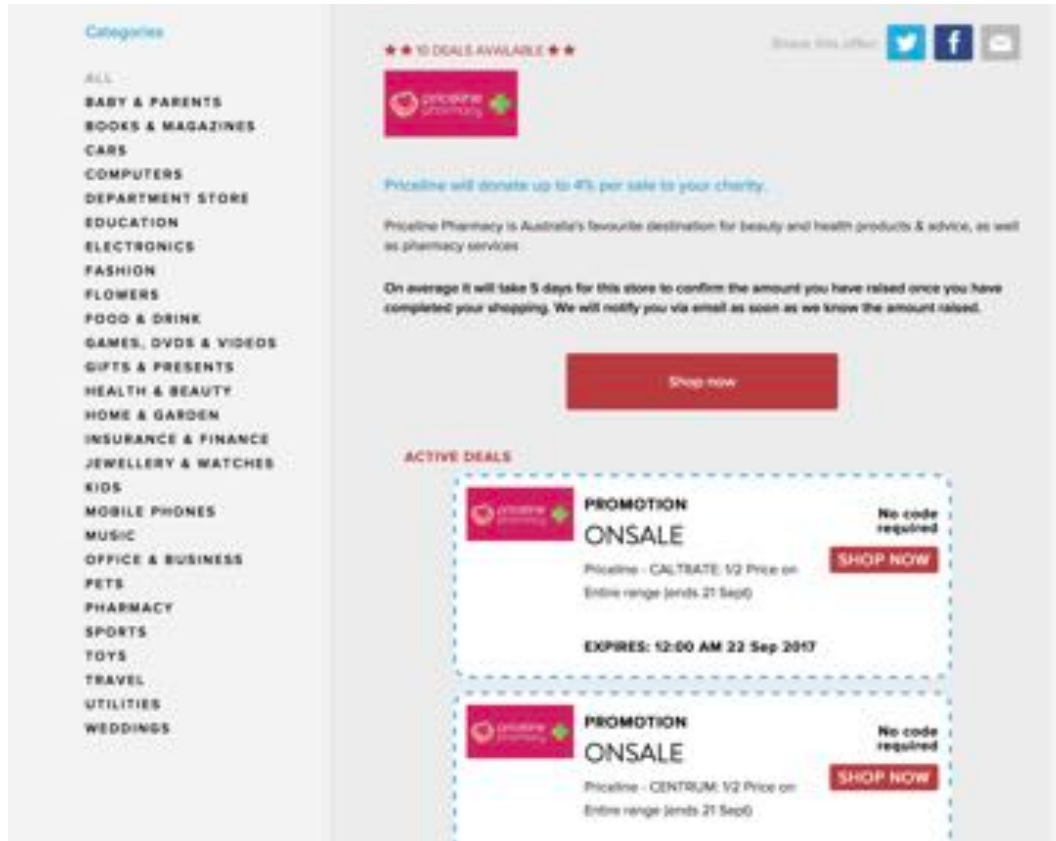 Categories
ALL
BABY & PARENTS
BOOKS & MAGAZINES
CARS
COMPUTERS
DEPARTMENT STORE
EDUCATION
ELECTRONICS
FASHION
FLOWERS
FOOD & DRINK
GAMES, DVDS & VIDEOS
GIFTS & PRESENTS
HEALTH & BEAUTY
HOME & GARDEN
INSURANCE & FINANCE
JEWELLERY & WATCHES
KIDS
MOBILE PHONES
MUSIC
OFFICE & BUSINESS
PETS
PHARMACY
SPORTS
TOYS
TRAVEL
UTILITIES
WEDDINGS
★ ★ 10 DEALS AVAILABLE ★ ★
Share this offer
priceline
pharmacy
Priceline will donate up to 4% per sale to your charity.
Priceline Pharmacy is Australia's favourite destination for beauty and health products & advice, as well
as pharmacy services
On average it will take 5 days for this store to confirm the amount you have raised once you have
completed your shopping. We will notify you via email as soon as we know the amount raised.
Shop now
ACTIVE DEALS
priceline
pharmacy
PROMOTION
ONSALE
Priceline - CALTRATE: 1/2 Price on
Entire range (ends 21 Sept)
EXPIRES: 12:00 AM 22 Sep 2017
No code
required
SHOP NOW
priceline
pharmacy
PROMOTION
ONSALE
Priceline - CENTRUM: 1/2 Price on
Entire range (ends 21 Sept)
No code
required
SHOP NOW